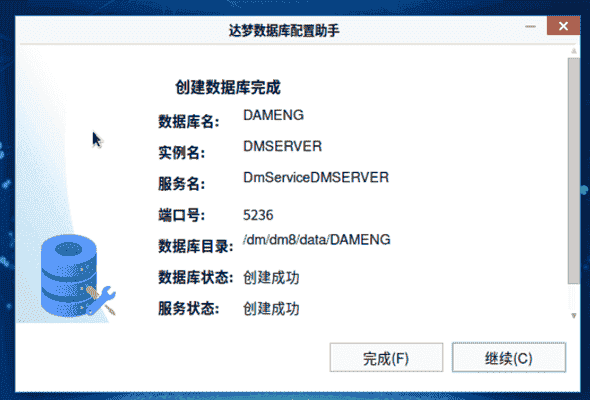 达梦数据库配置助手
创建数据库完成
数据库名: DAMENG
实例名: DMSERVER
服务名: DmServiceDMSERVER
端口号: 5236
数据库目录: /dm/dm8/data/DAMENG
数据库状态: 创建成功
服务状态: 创建成功
完成(F) 继续(C)